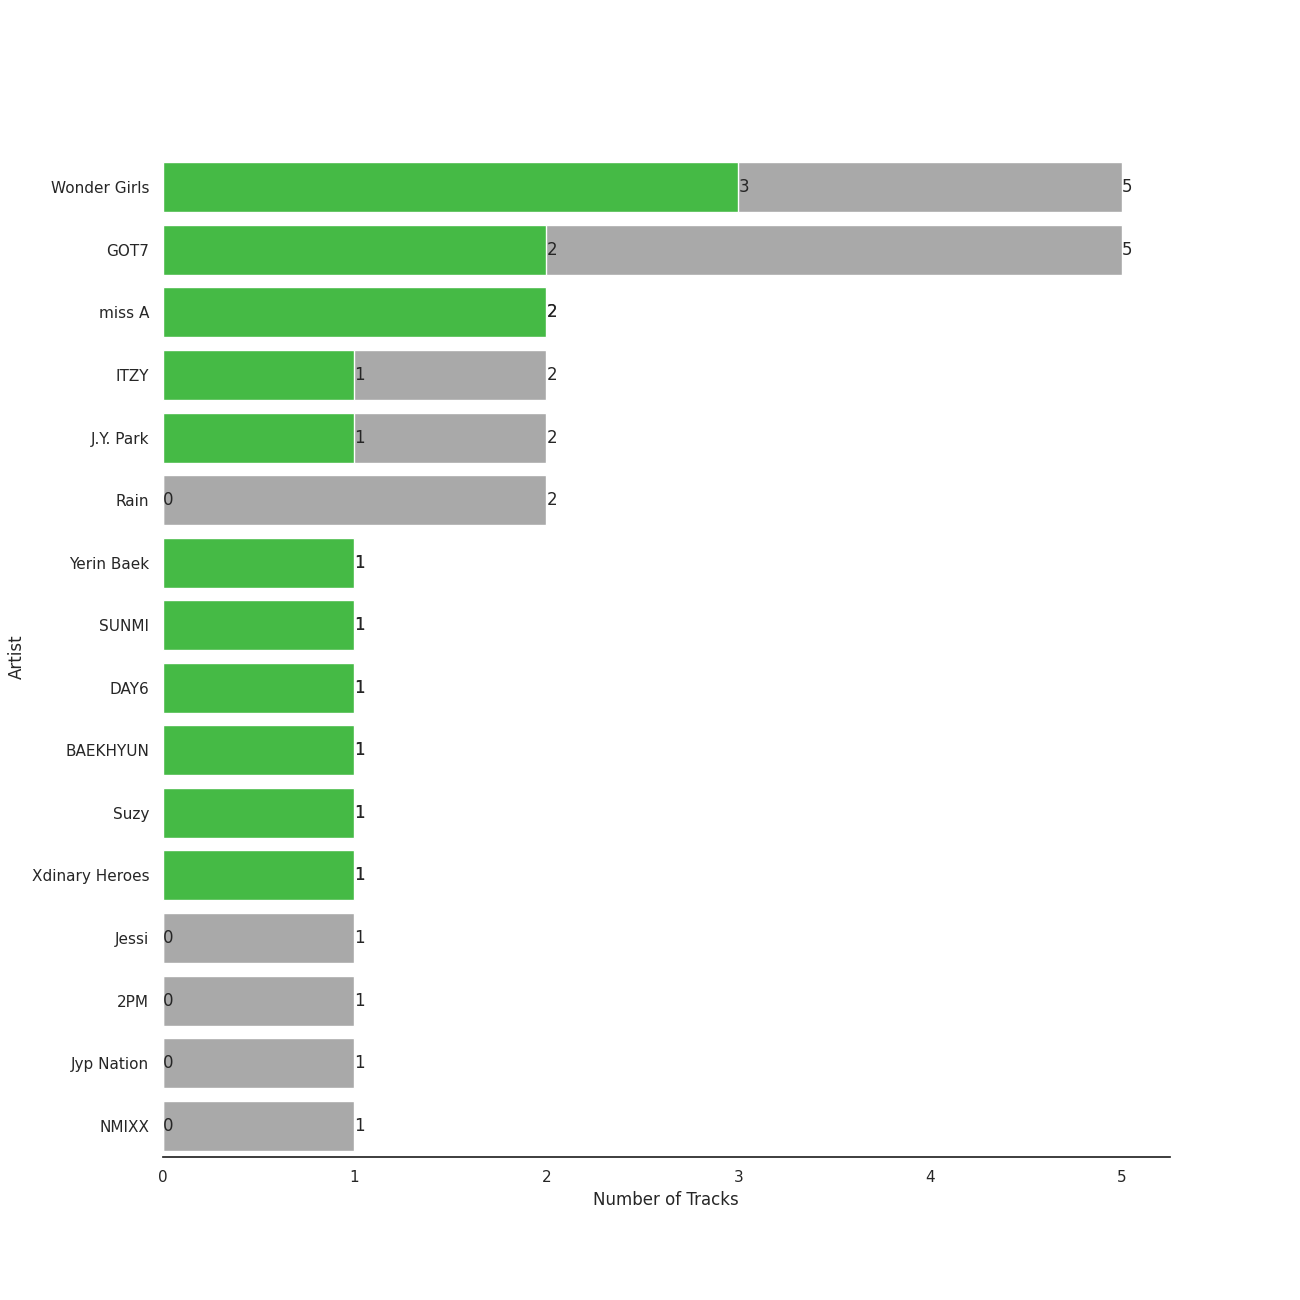 Wonder Girls 3 5
GOT7 2 5
miss A 2
ITZY 1 2
J.Y. Park 1 2
Rain 0 2
Yerin Baek 1
SUNMI 1
DAY6 1
BAEKHYUN 1
Suzy 1
Xdinary Heroes 1
Jessi 0 1
2PM 0 1
Jyp Nation 0 1
NMIXX 0 1
Artist
0 1 2 3 4 5
Number of Tracks